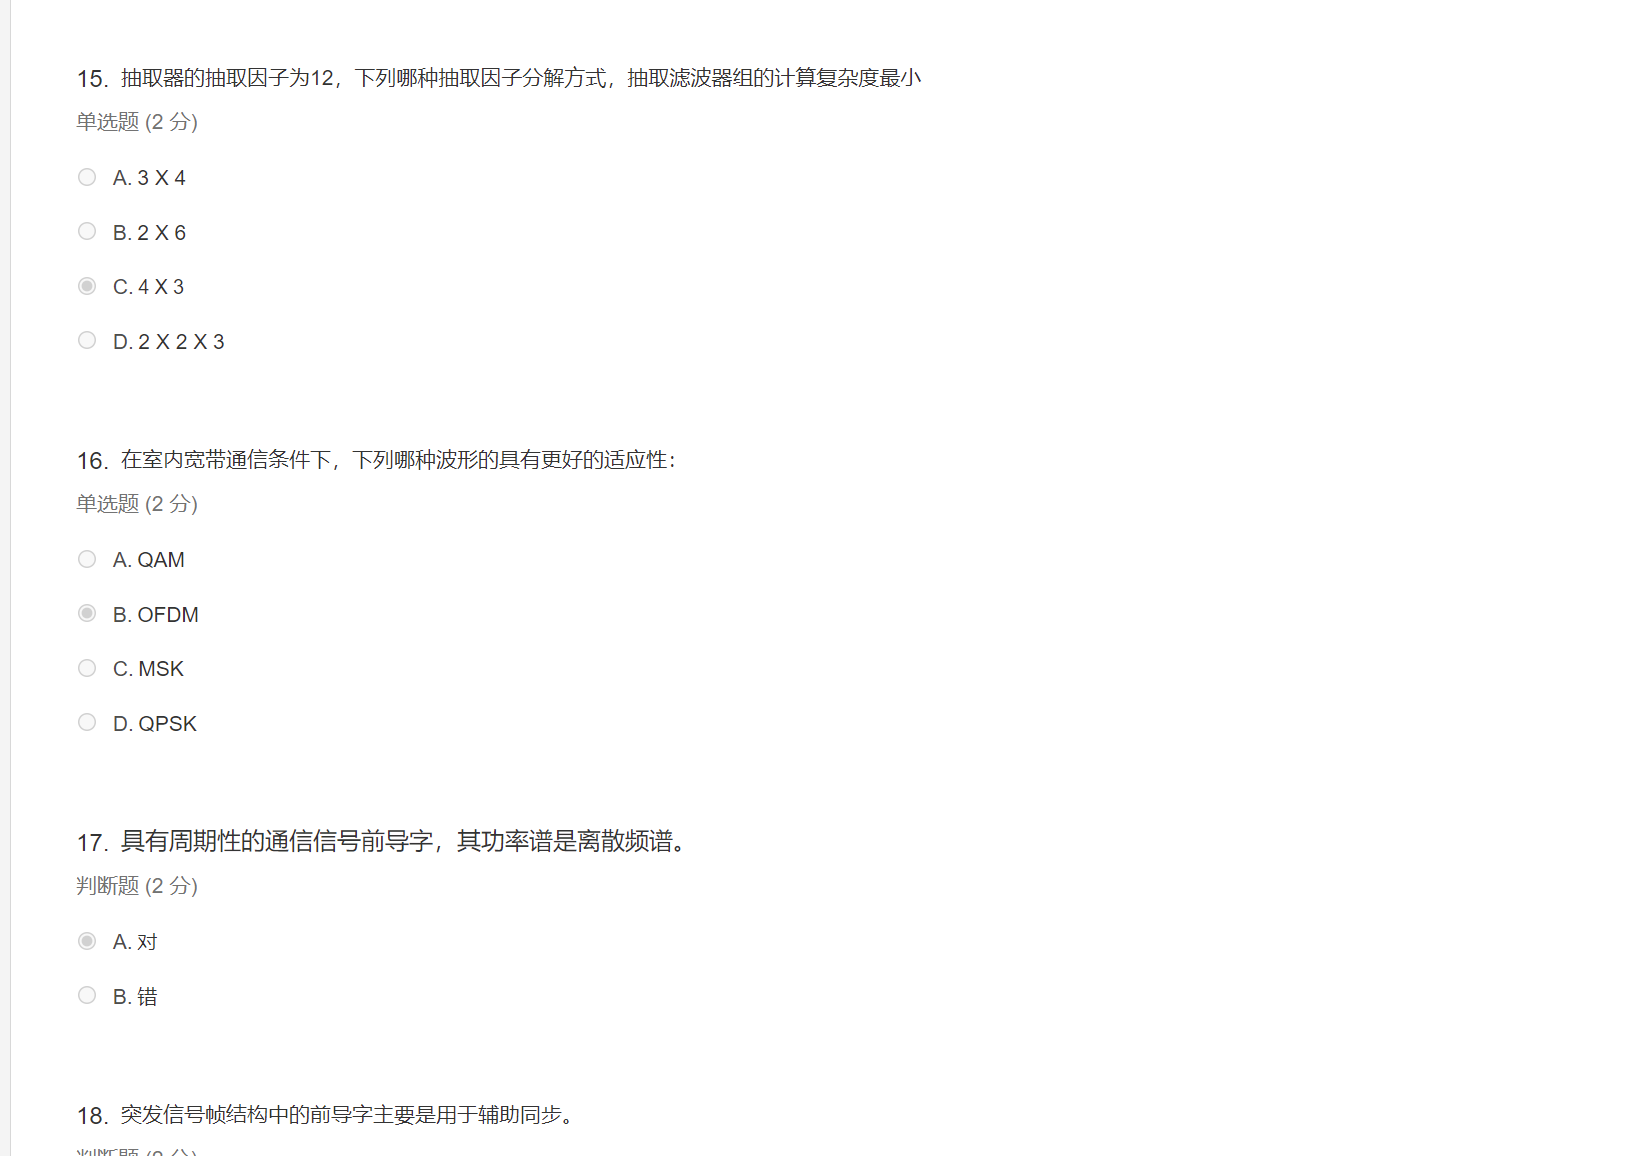 15. 抽取器的抽取因子为12，下列哪种抽取因子分解方式，抽取滤波器组的计算复杂度最小
单选题 (2 分)
A. 3 X 4
B. 2 X 6
C. 4 X 3
D. 2 X 2 X 3
16. 在室内宽带通信条件下，下列哪种波形的具有更好的适应性：
单选题 (2 分)
A. QAM
B. OFDM
C. MSK
D. QPSK
17. 具有周期性的通信信号前导字，其功率谱是离散频谱。
判断题 (2 分)
A. 对
B. 错
18. 突发信号帧结构中的前导字主要是用于辅助同步。
判断题 (2 分)